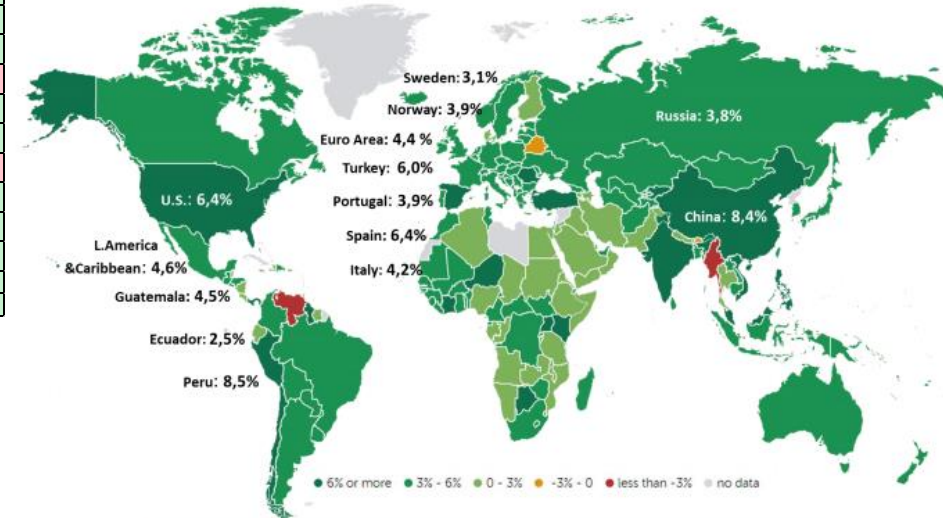 Sweden: 3,1%
Norway: 3,9%
Russia: 3,8%
Euro Area: 4,4 %
Turkey: 6,0%
U.S.: 6,4%
Portugal: 3,9%
China: 8,4%
Spain: 6,4%
L.America
&Caribbean: 4,6%
Italy: 4,2%
Guatemala: 4,5%
Ecuador: 2,5%
Peru: 8,5%
6% or more 3% - 6% 0 - 3% -3% - 0 less than -3% no data